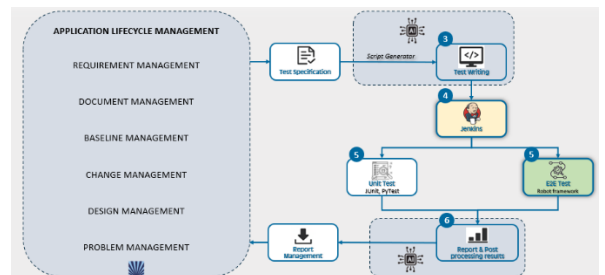 APPLICATION LIFECYCLE MANAGEMENT
REQUIREMENT MANAGEMENT
DOCUMENT MANAGEMENT
BASELINE MANAGEMENT
CHANGE MANAGEMENT
DESIGN MANAGEMENT
PROBLEM MANAGEMENT
Test Specification
Script Generator
AI
3
Test Writing
4
Jenkins
5
Unit Test
JUnit, PyTest
5
E2E Test
Robot framework
6
Report & Post
processing results
AI
Report
Management